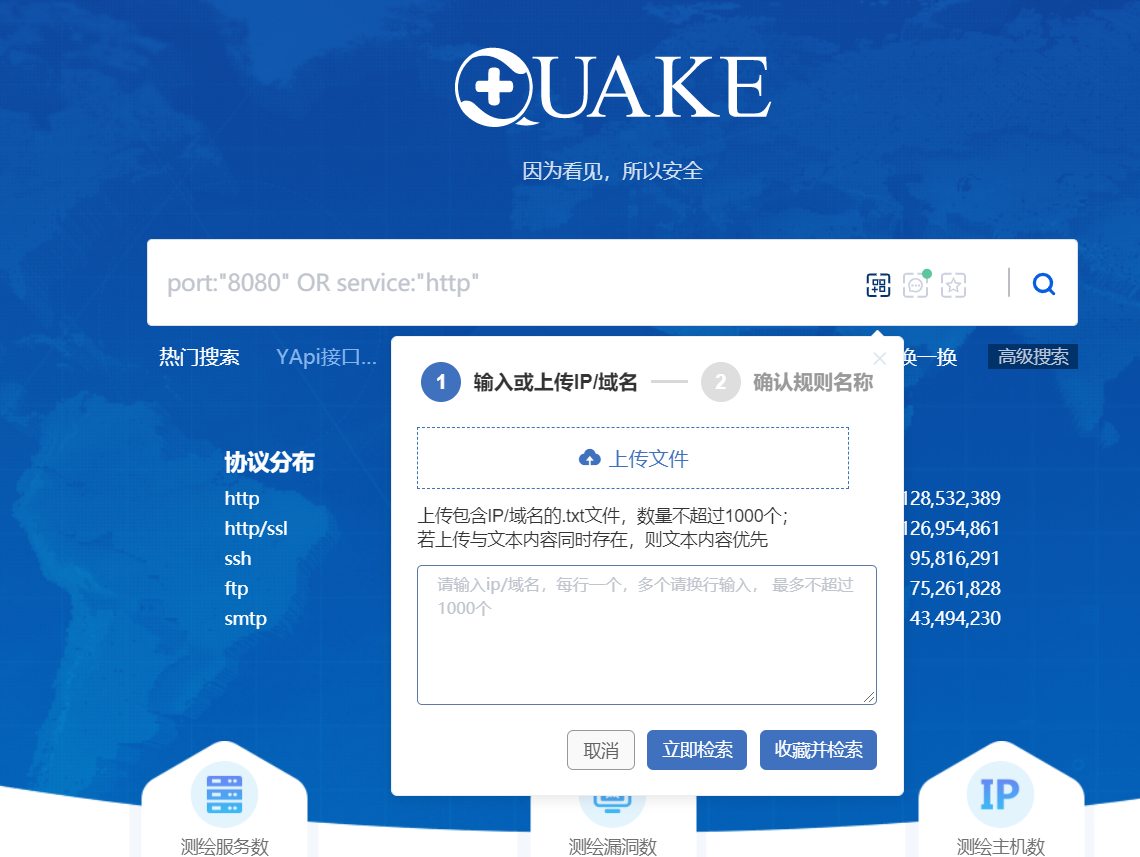 QUAKE
因为看见，所以安全
port:"8080" OR service:"http"
热门搜索 YApi接口... 换一换 高级搜索
1 输入或上传IP/域名 2 确认规则名称
上传文件
上传包含IP/域名的.txt文件，数量不超过1000个；
若上传与文本内容同时存在，则文本内容优先
请输入ip/域名，每行一个，多个请换行输入， 最多不超过
1000个
取消 立即检索 收藏并检索
协议分布
http 128,532,389
http/ssl 126,954,861
ssh 95,816,291
ftp 75,261,828
smtp 43,494,230
IP
测绘服务数 测绘漏洞数 测绘主机数